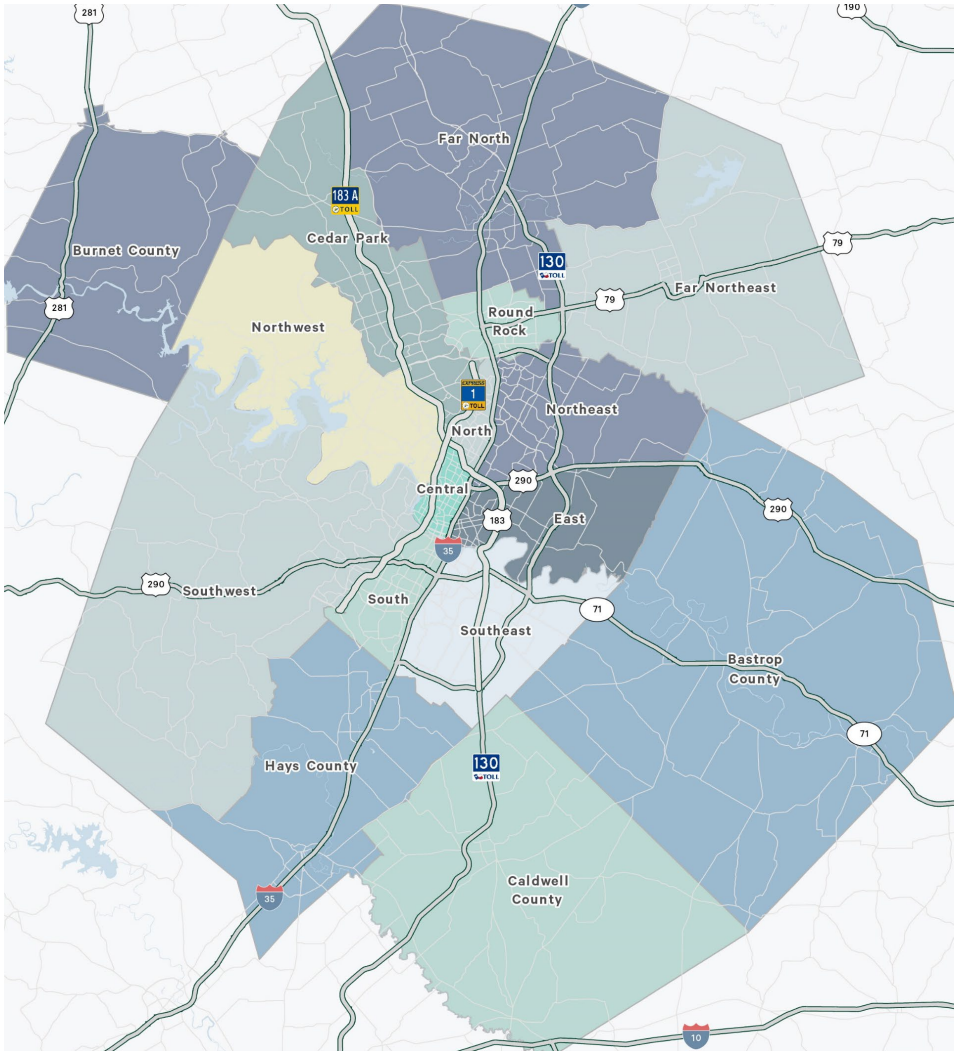 281
190
Far North
183 A
TOLL
79
Cedar Park
Burnet County
130
TOLL
Far Northeast
79
281
Round
Rock
Northwest
EXPRESS
1
TOLL
Northeast
North
290
Central
290
183
East
35
290
Southwest
South
71
Southeast
Bastrop
County
71
Hays County
130
TOLL
Caldwell
County
35
10